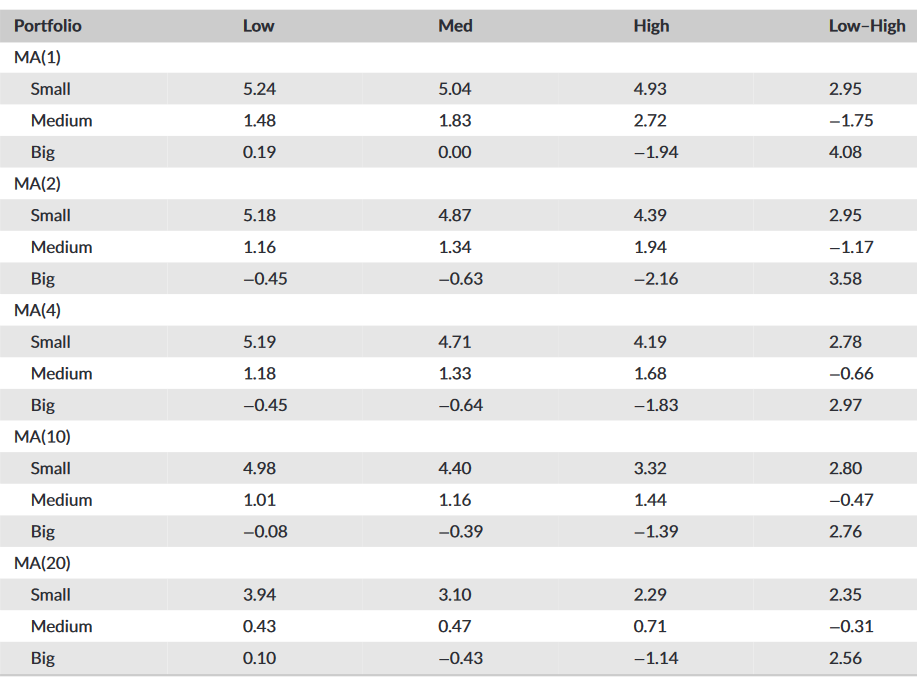 Portfolio Low Med High Low–High
MA(1)
Small 5.24 5.04 4.93 2.95
Medium 1.48 1.83 2.72 −1.75
Big 0.19 0.00 −1.94 4.08
MA(2)
Small 5.18 4.87 4.39 2.95
Medium 1.16 1.34 1.94 −1.17
Big −0.45 −0.63 −2.16 3.58
MA(4)
Small 5.19 4.71 4.19 2.78
Medium 1.18 1.33 1.68 −0.66
Big −0.45 −0.64 −1.83 2.97
MA(10)
Small 4.98 4.40 3.32 2.80
Medium 1.01 1.16 1.44 −0.47
Big −0.08 −0.39 −1.39 2.76
MA(20)
Small 3.94 3.10 2.29 2.35
Medium 0.43 0.47 0.71 −0.31
Big 0.10 −0.43 −1.14 2.56